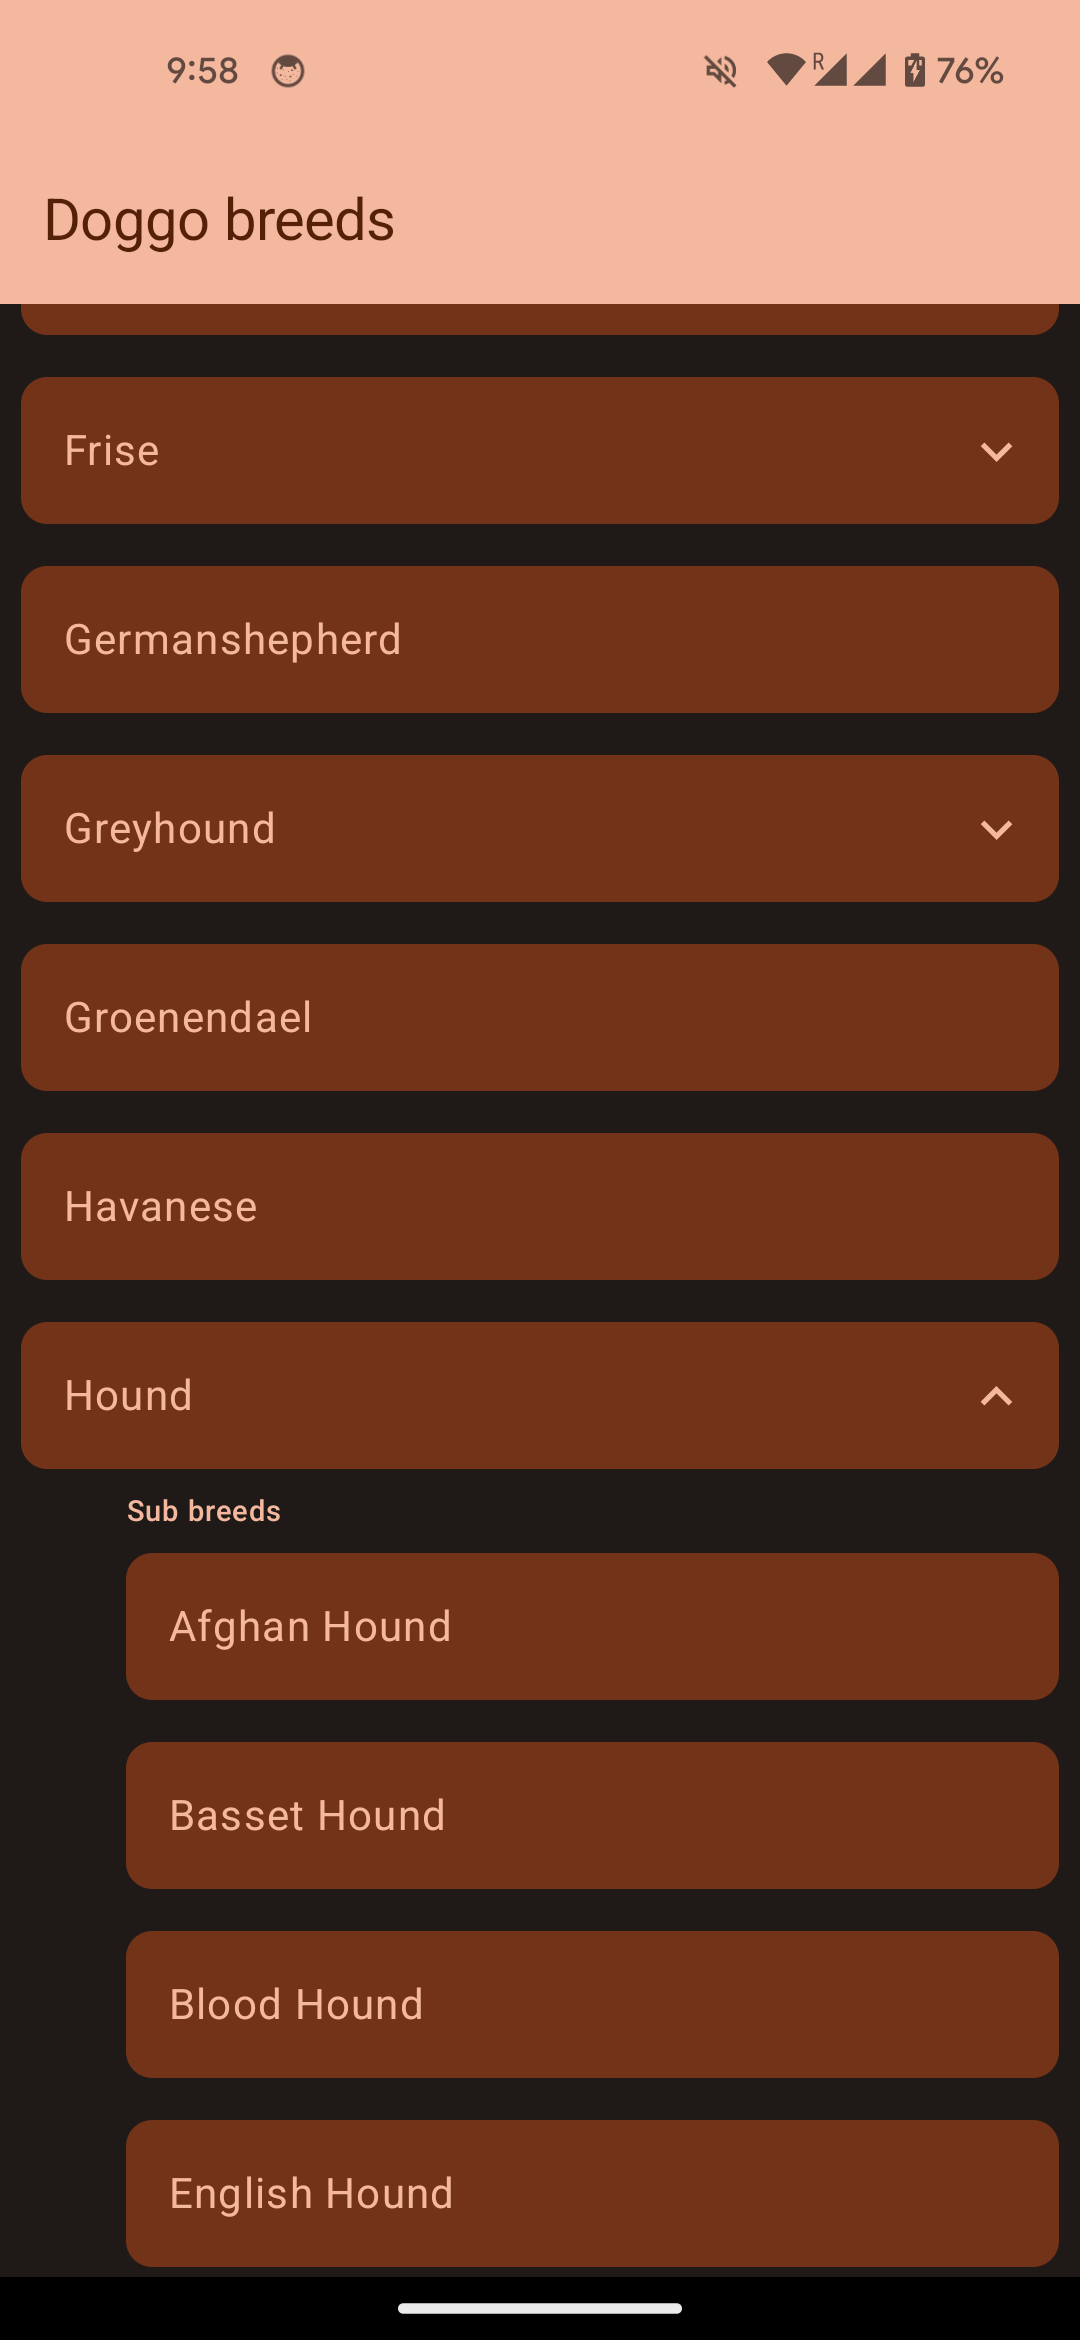 9:58
R
76%
Doggo breeds
Frise
Germanshepherd
Greyhound
Groenendael
Havanese
Hound
Sub breeds
Afghan Hound
Basset Hound
Blood Hound
English Hound